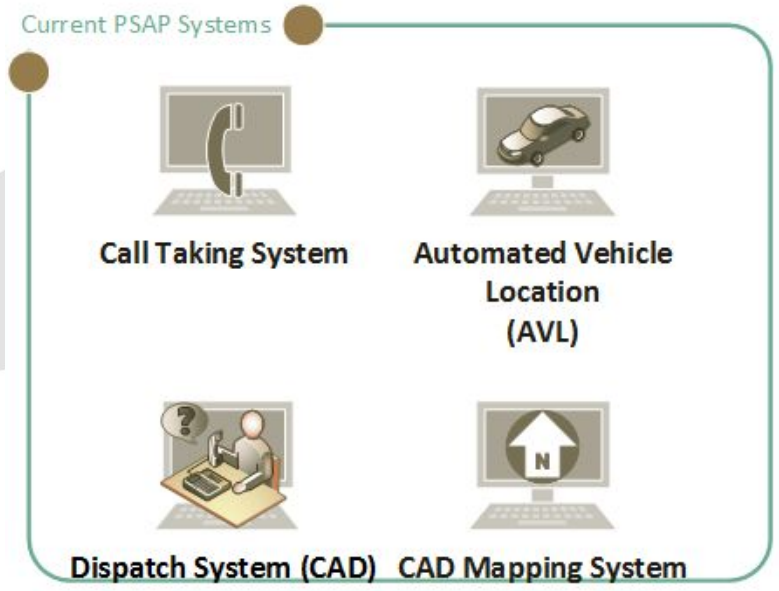 Current PSAP Systems
Call Taking System
Automated Vehicle
Location
(AVL)
?
N
Dispatch System (CAD)
CAD Mapping System